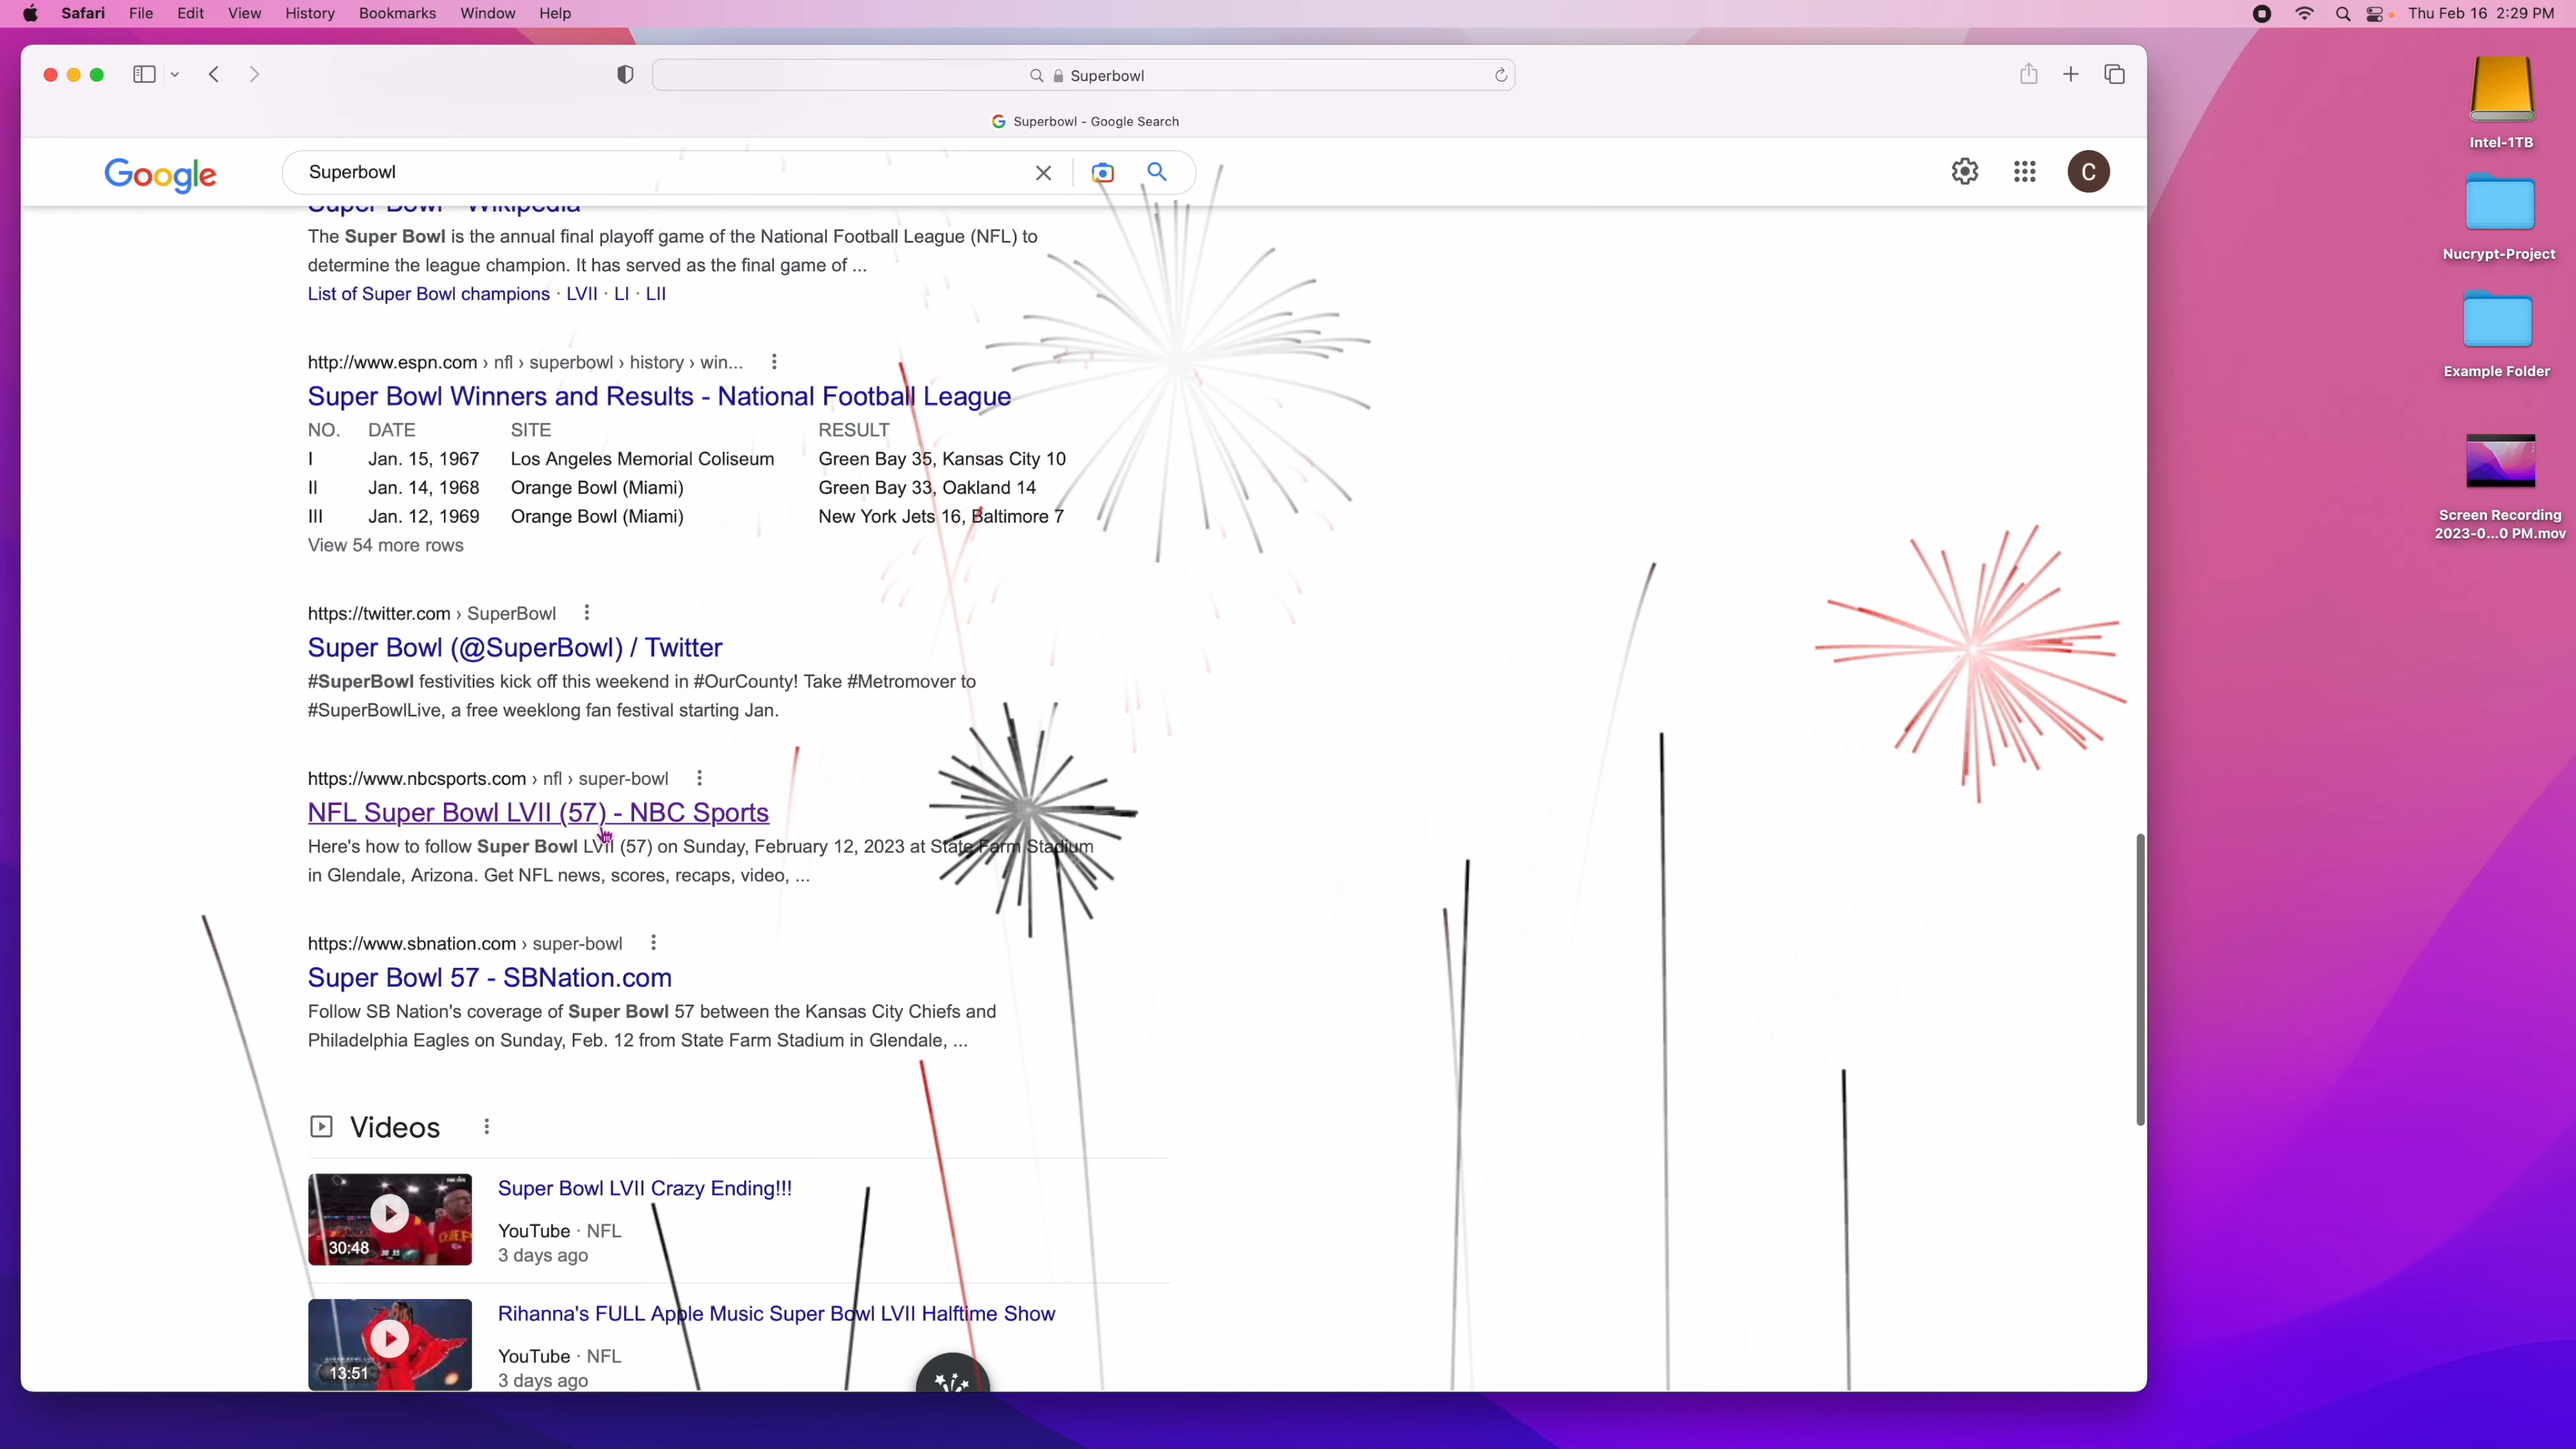 Safari File Edit View History Bookmarks Window Help
Thu Feb 16 2:29 PM
Superbowl
Superbowl - Google Search
Google
Superbowl
C
Super Bowl - Wikipedia
The Super Bowl is the annual final playoff game of the National Football League (NFL) to
determine the league champion. It has served as the final game of ...
List of Super Bowl champions · LVII · LI · LII
http://www.espn.com › nfl › superbowl › history › win...
Super Bowl Winners and Results - National Football League
NO. DATE SITE RESULT
I Jan. 15, 1967 Los Angeles Memorial Coliseum Green Bay 35, Kansas City 10
II Jan. 14, 1968 Orange Bowl (Miami) Green Bay 33, Oakland 14
III Jan. 12, 1969 Orange Bowl (Miami) New York Jets 16, Baltimore 7
View 54 more rows
https://twitter.com › SuperBowl
Super Bowl (@SuperBowl) / Twitter
#SuperBowl festivities kick off this weekend in #OurCounty! Take #Metromover to
#SuperBowlLive, a free weeklong fan festival starting Jan.
https://www.nbcsports.com › nfl › super-bowl
NFL Super Bowl LVII (57) - NBC Sports
Here's how to follow Super Bowl LVII (57) on Sunday, February 12, 2023 at State Farm Stadium
in Glendale, Arizona. Get NFL news, scores, recaps, video, ...
https://www.sbnation.com › super-bowl
Super Bowl 57 - SBNation.com
Follow SB Nation's coverage of Super Bowl 57 between the Kansas City Chiefs and
Philadelphia Eagles on Sunday, Feb. 12 from State Farm Stadium in Glendale, ...
Videos
Super Bowl LVII Crazy Ending!!!
YouTube · NFL
30:48
3 days ago
Rihanna's FULL Apple Music Super Bowl LVII Halftime Show
YouTube · NFL
13:51
3 days ago
Intel-1TB
Nucrypt-Project
Example Folder
Screen Recording
2023-0...0 PM.mov